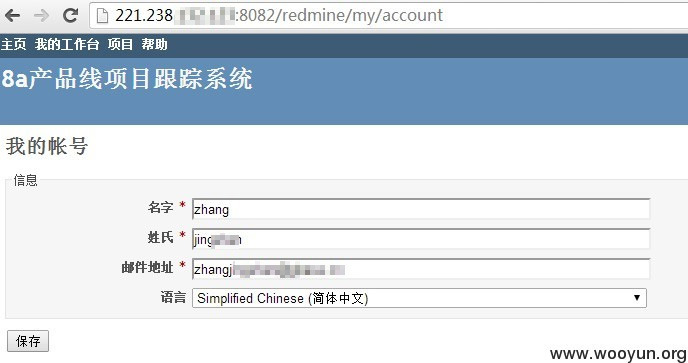 221.238. :8082/redmine/my/account
主页 我的工作台 项目 帮助
8a产品线项目跟踪系统
我的帐号
信息
名字 * zhang
姓氏 * jing
邮件地址 * zhangj
语言 Simplified Chinese (简体中文)
保存
www.wooyun.org